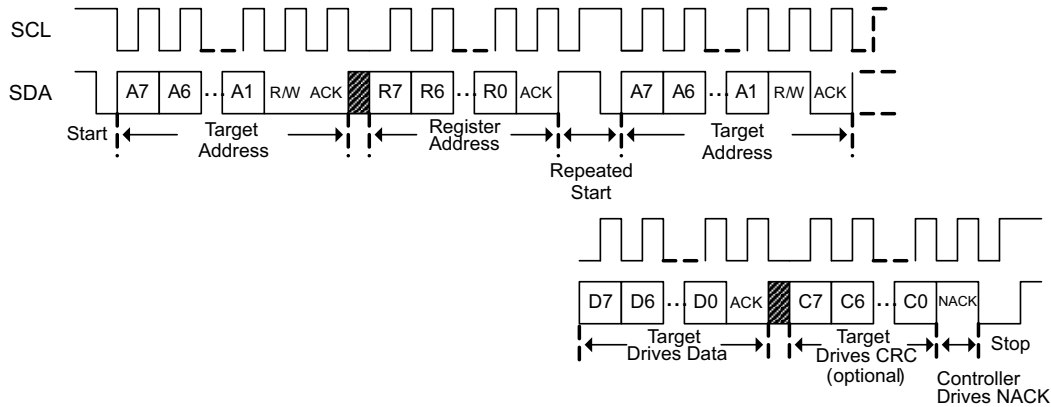 SCL
SDA
A7 A6 ... A1 R/W ACK R7 R6 ... R0 ACK A7 A6 ... A1 R/W ACK
Start
Target
Address
Register
Address
Repeated
Start
Target
Address
D7 D6 ... D0 ACK C7 C6 ... C0 NACK
Target
Drives Data
Target
Drives CRC
(optional)
Stop
Controller
Drives NACK